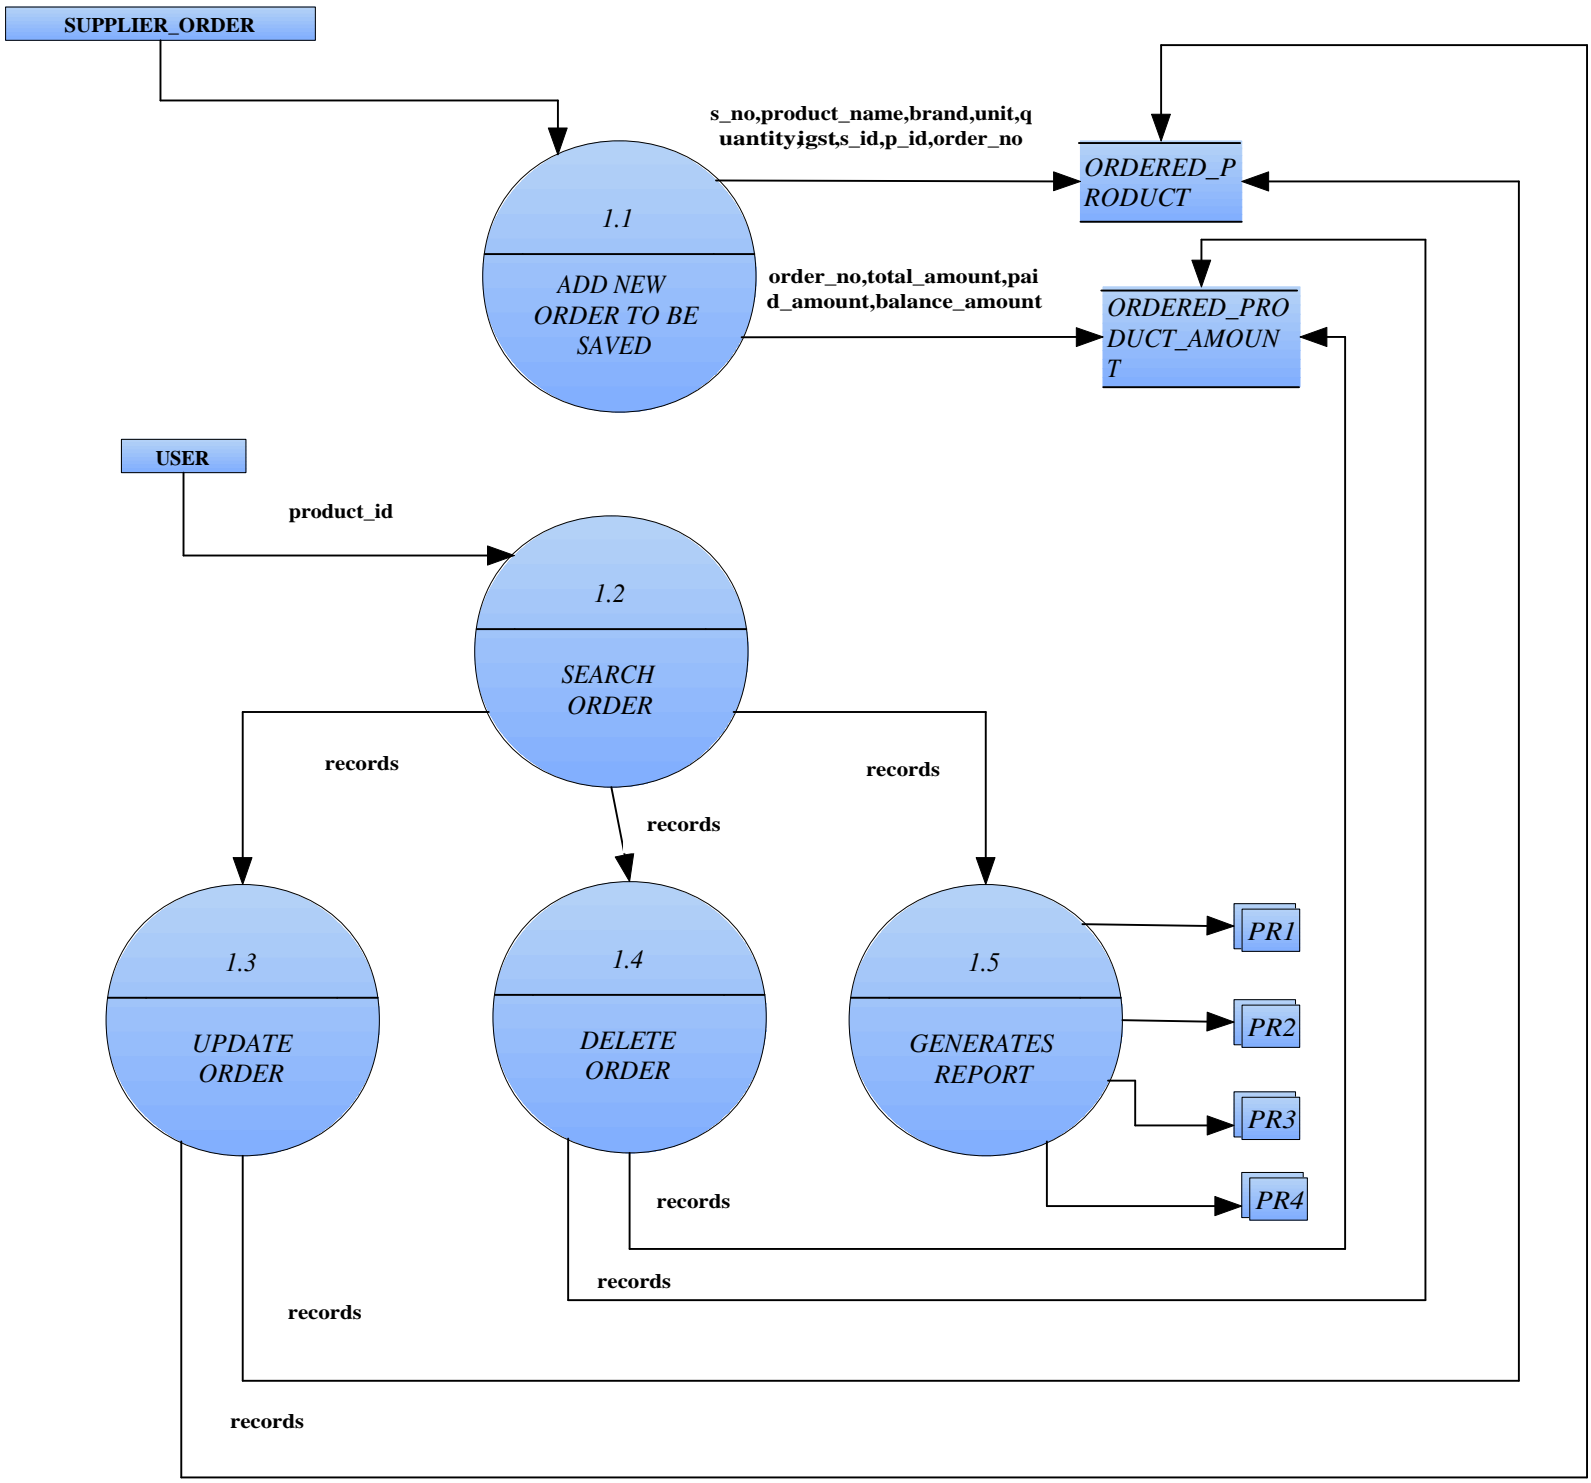 SUPPLIER_ORDER
s_no,product_name,brand,unit,q
uantity,igst,s_id,p_id,order_no
ORDERED_P
RODUCT
1.1
ADD NEW
ORDER TO BE
SAVED
order_no,total_amount,pai
d_amount,balance_amount
ORDERED_PRO
DUCT_AMOUN
T
USER
product_id
1.2
SEARCH
ORDER
records
records
records
1.3
UPDATE
ORDER
1.4
DELETE
ORDER
1.5
GENERATES
REPORT
PR1
PR2
PR3
PR4
records
records
records
records